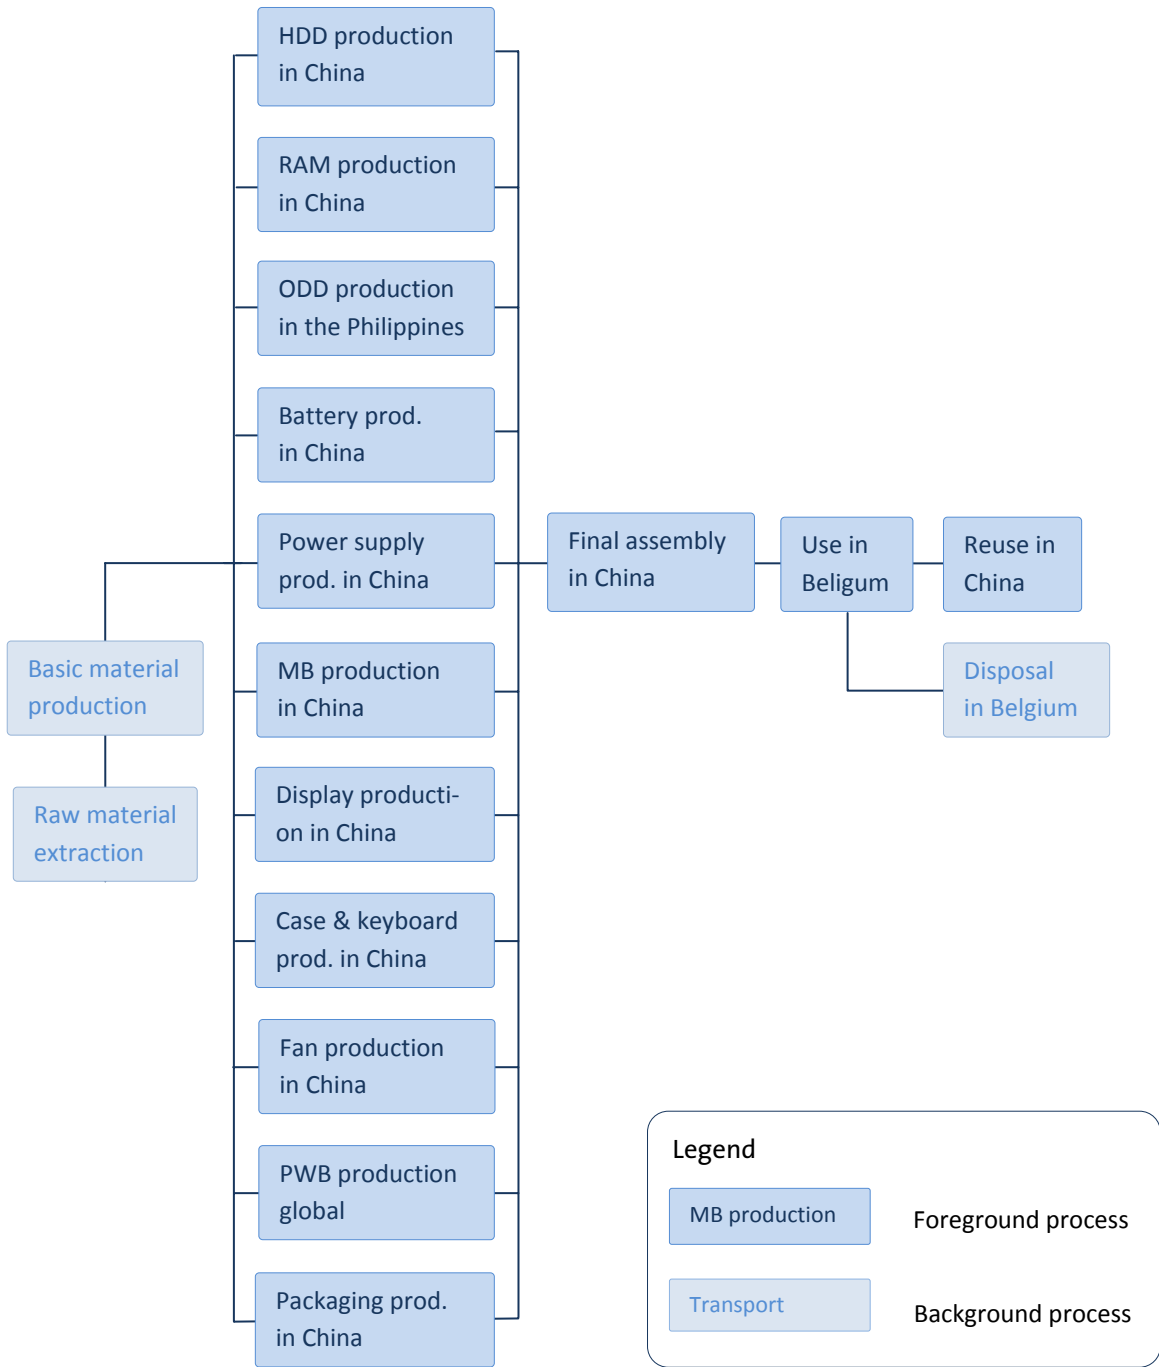 HDD production
in China
RAM production
in China
ODD production
in the Philippines
Battery prod.
in China
Power supply
prod. in China
MB production
in China
Display producti-
on in China
Case & keyboard
prod. in China
Fan production
in China
PWB production
global
Packaging prod.
in China
Basic material
production
Raw material
extraction
Final assembly
in China
Use in
Beligum
Reuse in
China
Disposal
in Belgium
Legend
MB production
Foreground process
Transport
Background process